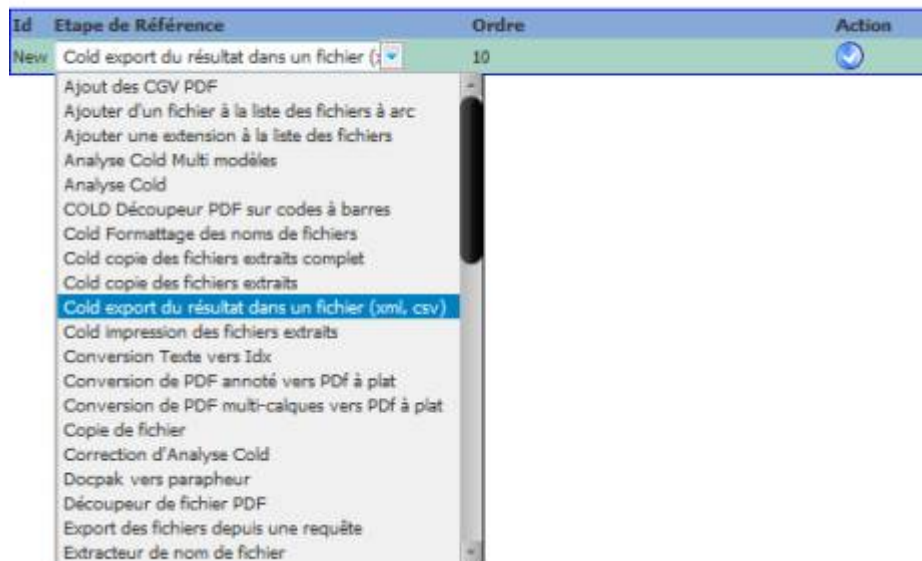 Id Etape de Référence Ordre Action
New Cold export du résultat dans un fichier (x 10
Ajout des CGV PDF
Ajouter d'un fichier à la liste des fichiers à arc
Ajouter une extension à la liste des fichiers
Analyse Cold Multi modèles
Analyse Cold
COLD Découpeur PDF sur codes à barres
Cold Formattage des noms de fichiers
Cold copie des fichiers extraits complet
Cold copie des fichiers extraits
Cold export du résultat dans un fichier (xml, csv)
Cold impression des fichiers extraits
Conversion Texte vers Idx
Conversion de PDF annoté vers PDf à plat
Conversion de PDF multi-calques vers PDf à plat
Copie de fichier
Correction d'Analyse Cold
Docpak vers parapheur
Découpeur de fichier PDF
Export des fichiers depuis une requête
Extracteur de nom de fichier